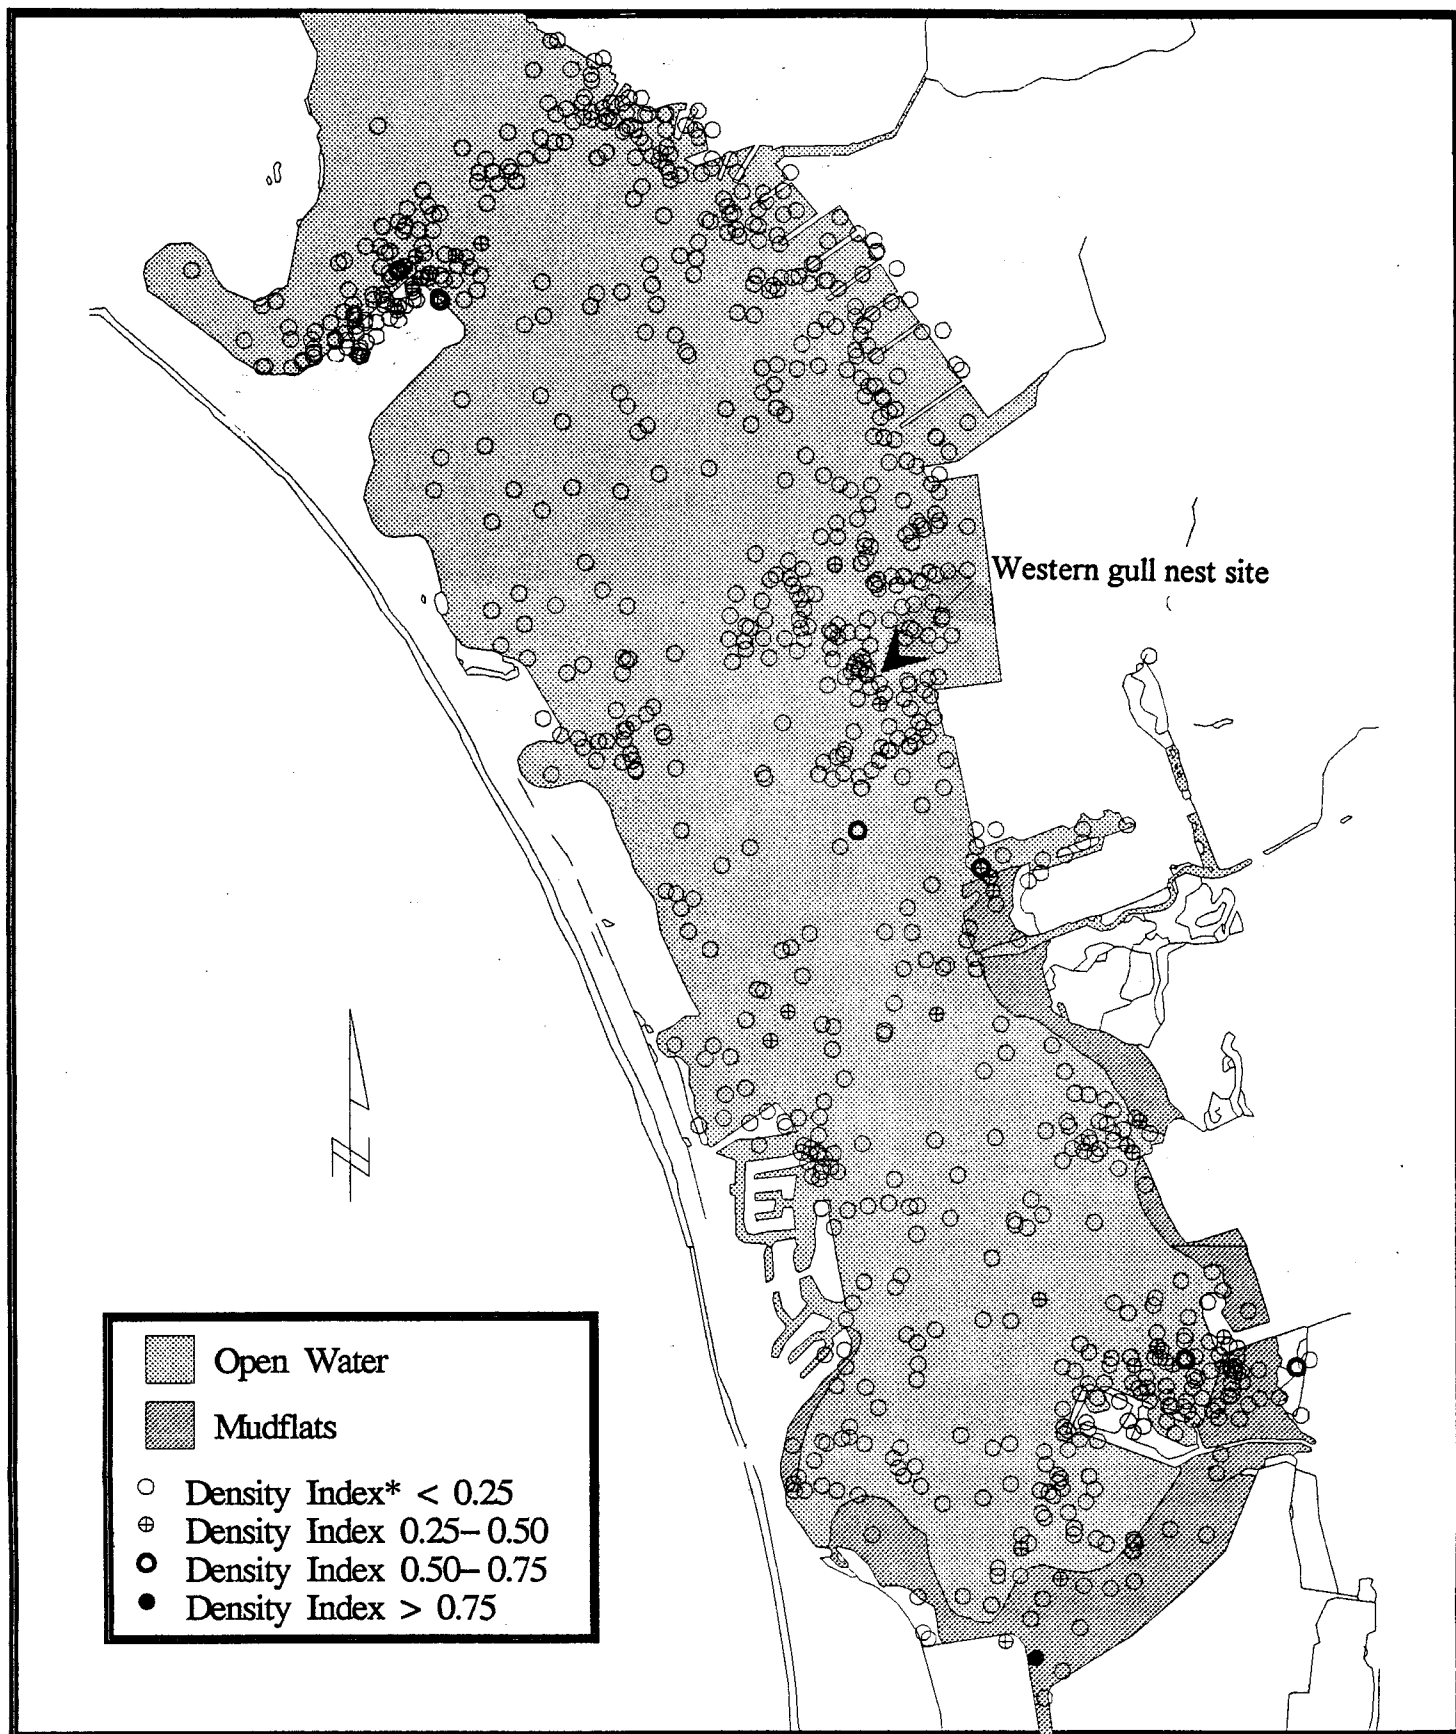 Western gull nest site
N
Open Water
Mudflats
Density Index* < 0.25
Density Index 0.25–0.50
Density Index 0.50–0.75
Density Index > 0.75